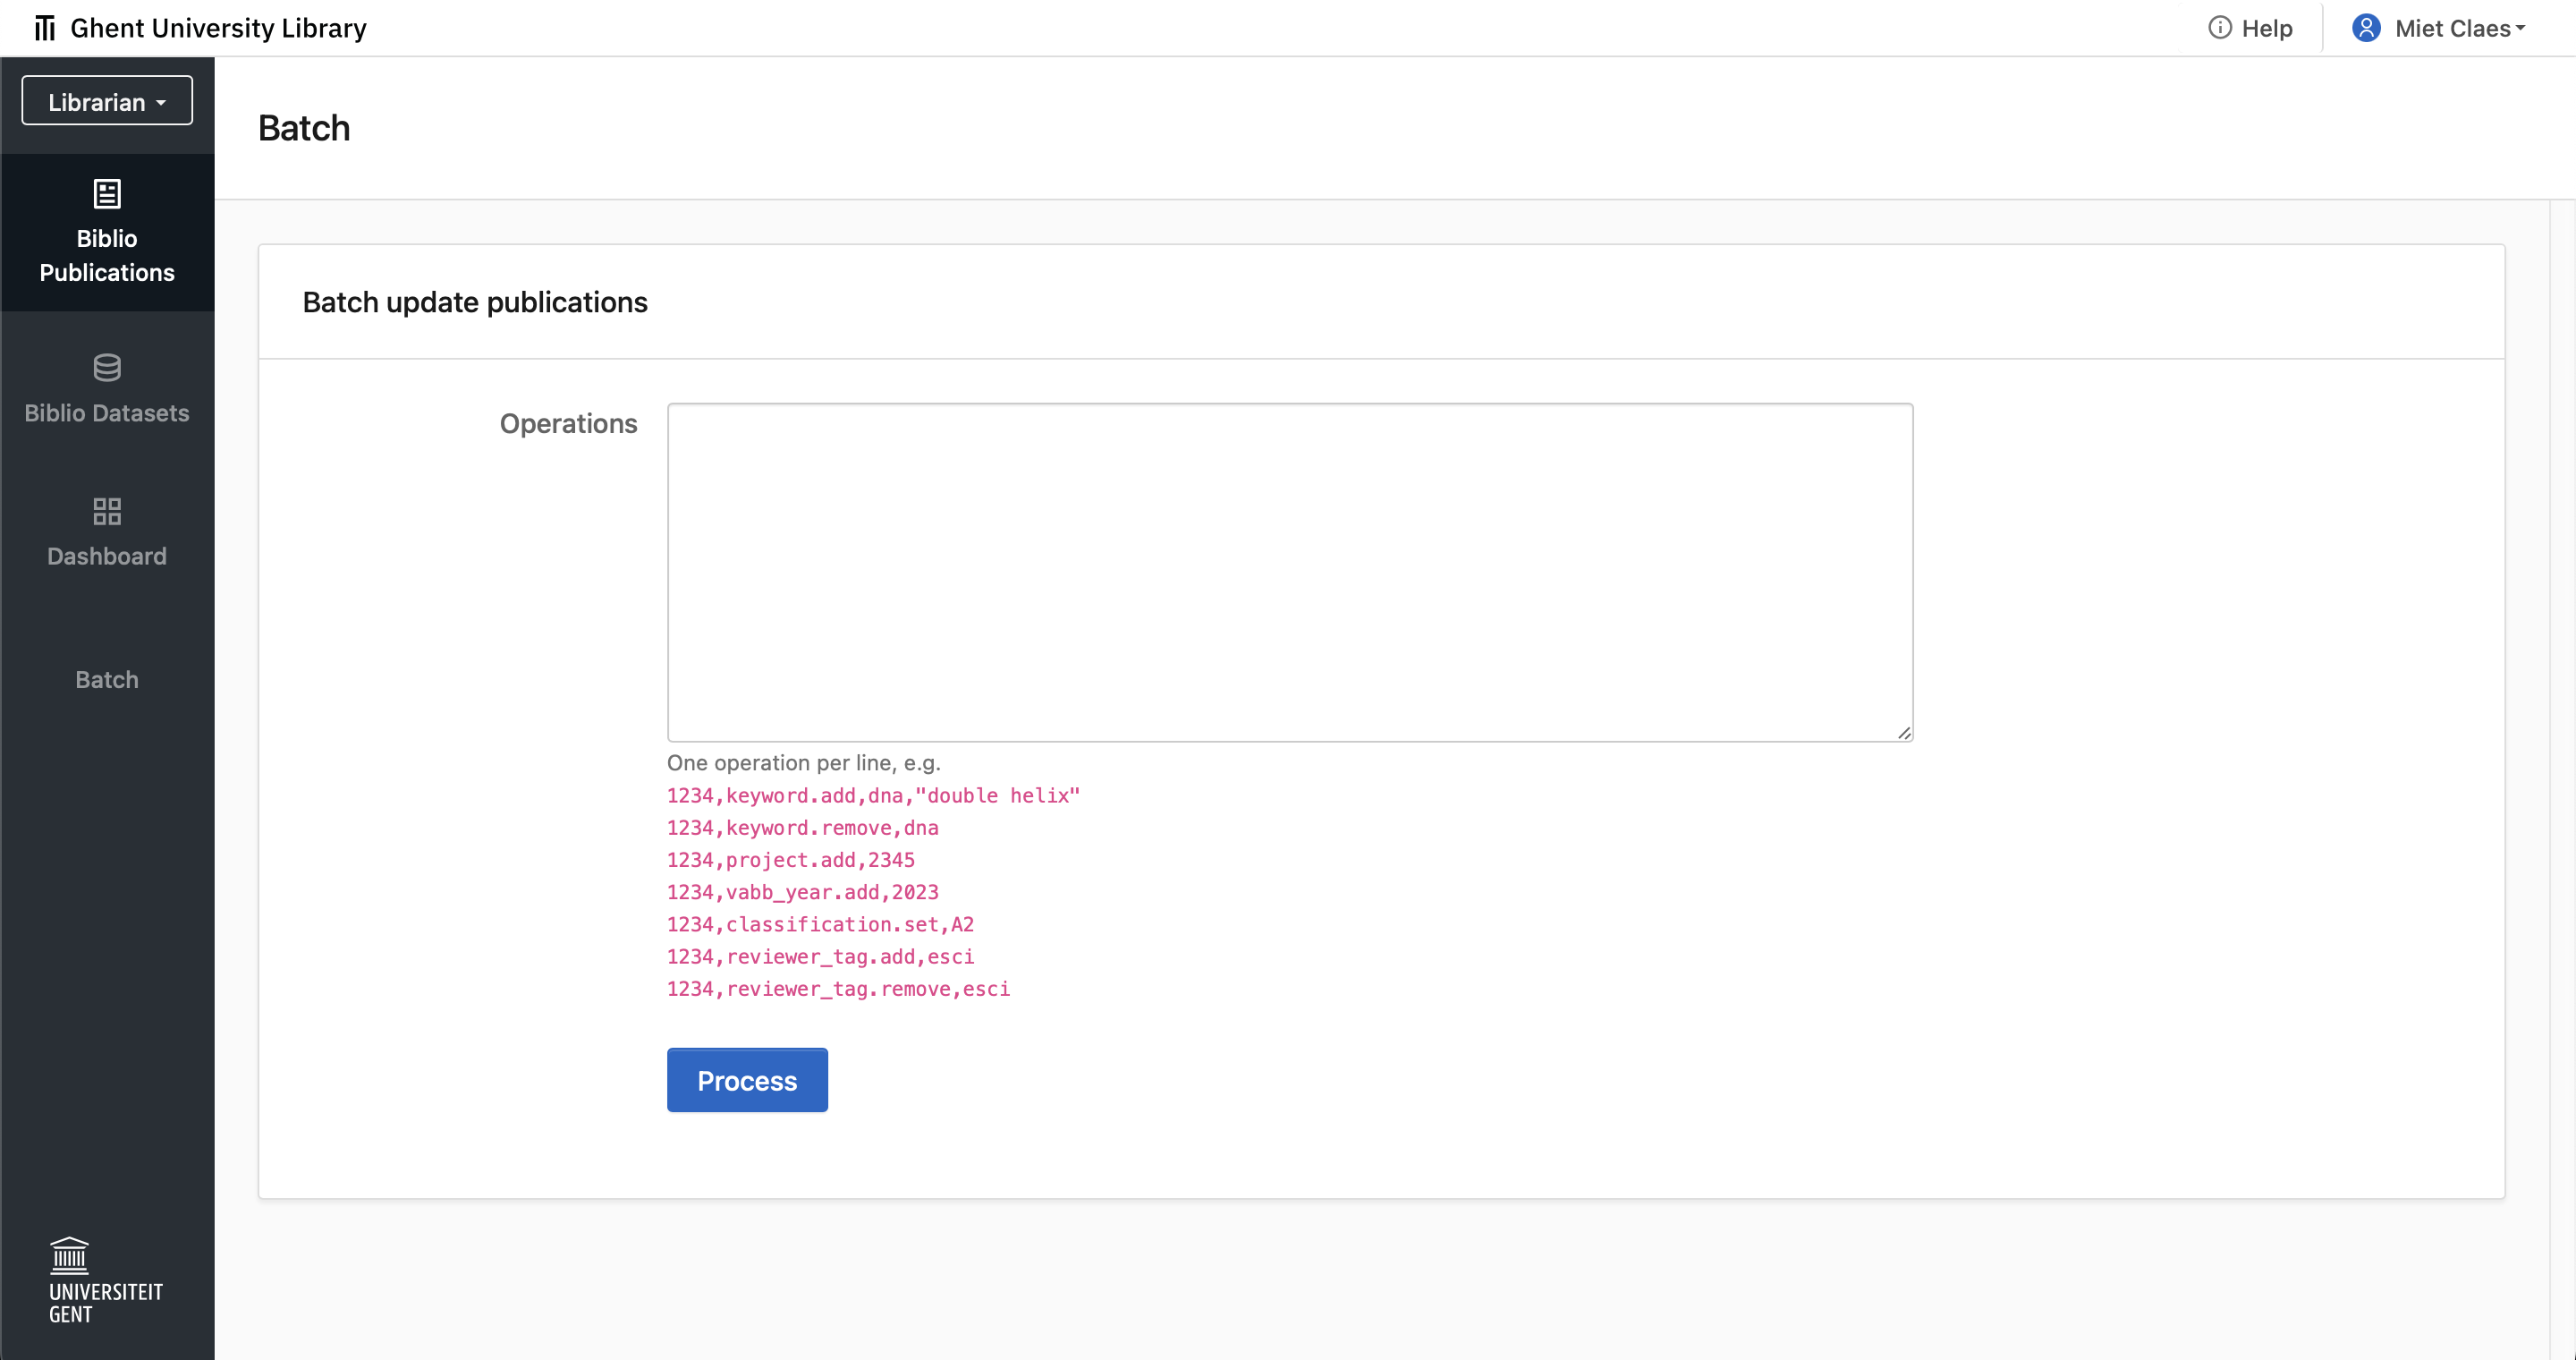 Ghent University Library
Help
Miet Claes
Librarian
Biblio
Publications
Biblio Datasets
Dashboard
Batch
UNIVERSITEIT
GENT
Batch
Batch update publications
Operations
One operation per line, e.g.
1234,keyword.add,dna,"double helix"
1234,keyword.remove,dna
1234,project.add,2345
1234,vabb_year.add,2023
1234,classification.set,A2
1234,reviewer_tag.add,esci
1234,reviewer_tag.remove,esci
Process